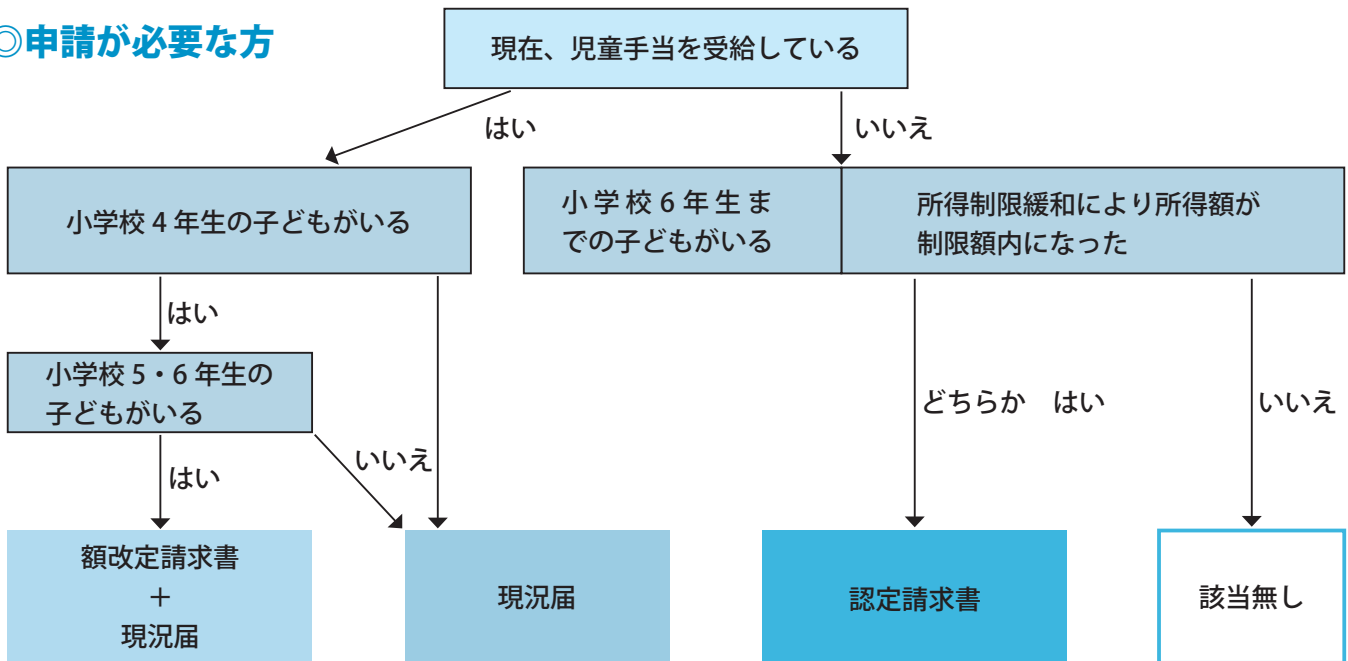 ◎申請が必要な方
現在、児童手当を受給している
はい
いいえ
小学校4年生の子どもがいる
小学校6年生ま
での子どもがいる
所得制限緩和により所得額が
制限額内になった
はい
小学校5・6年生の
子どもがいる
どちらか　はい
いいえ
はい
いいえ
額改定請求書
+
現況届
現況届
認定請求書
該当無し